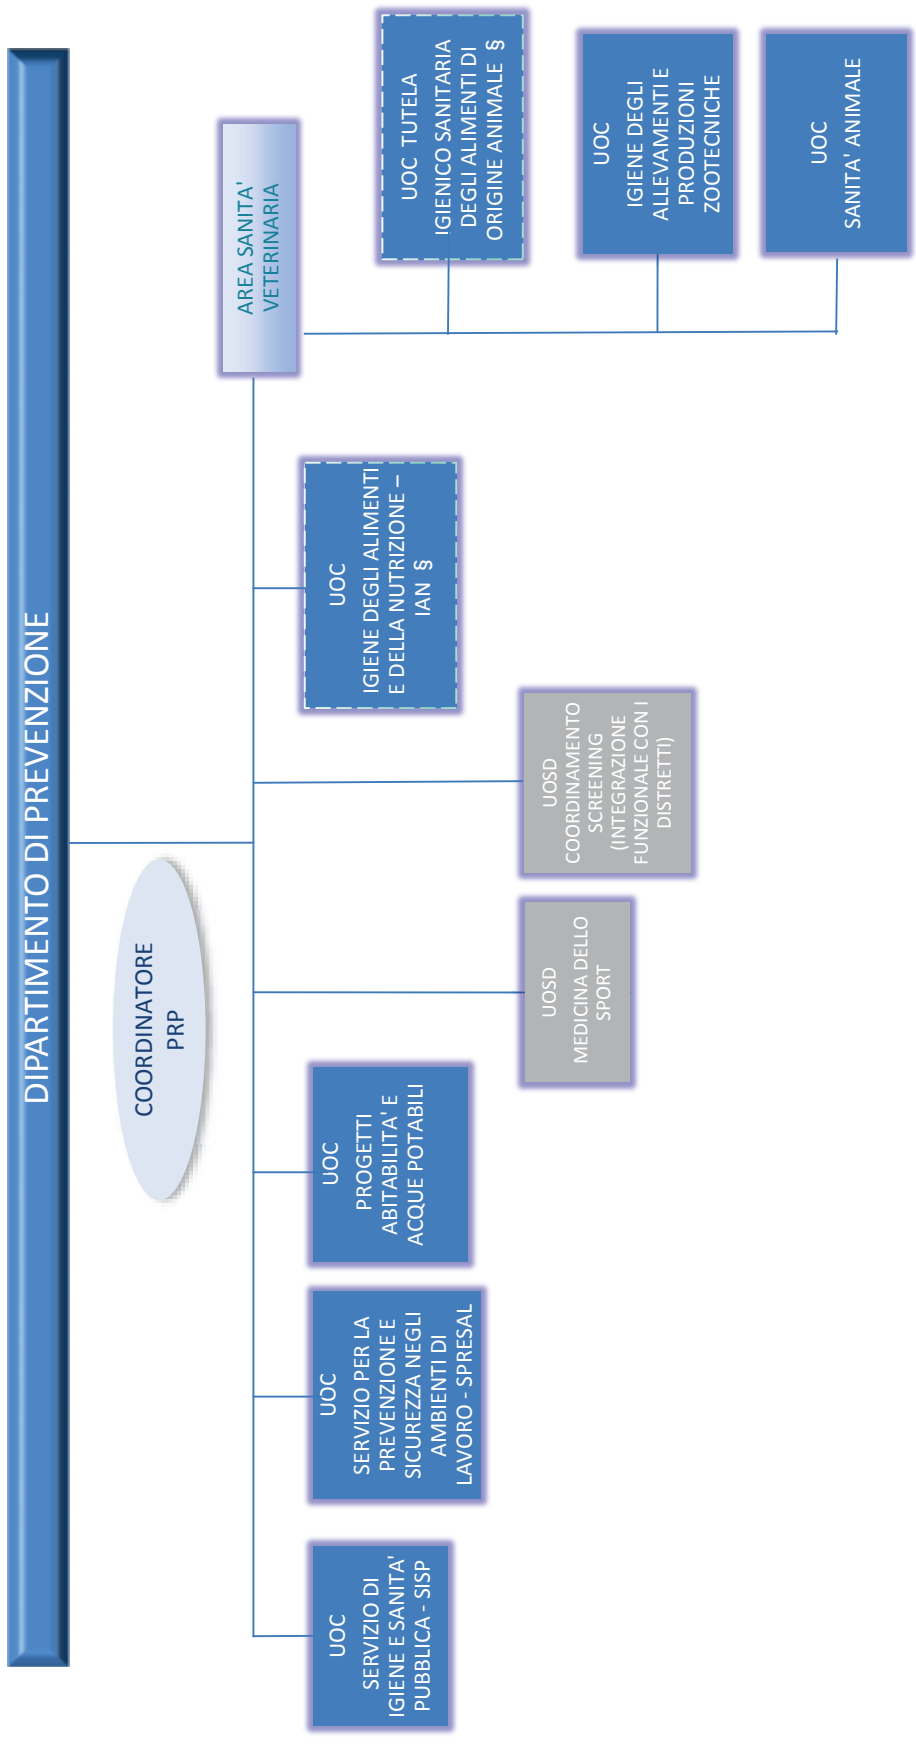 DIPARTIMENTO DI PREVENZIONE
COORDINATORE
PRP
UOC
SERVIZIO DI
IGIENE E SANITA'
PUBBLICA - SISP
UOC
SERVIZIO PER LA
PREVENZIONE E
SICUREZZA NEGLI
AMBIENTI DI
LAVORO - SPRESAL
UOC
PROGETTI
ABITABILITA' E
ACQUE POTABILI
UOSD
MEDICINA DELLO
SPORT
UOSD
COORDINAMENTO
SCREENING
(INTEGRAZIONE
FUNZIONALE CON I
DISTRETTI)
UOC
IGIENE DEGLI ALIMENTI
E DELLA NUTRIZIONE –
IAN §
AREA SANITA'
VETERINARIA
UOC TUTELA
IGIENICO SANITARIA
DEGLI ALIMENTI DI
ORIGINE ANIMALE §
UOC
IGIENE DEGLI
ALLEVAMENTI E
PRODUZIONI
ZOOTECNICHE
UOC
SANITA' ANIMALE